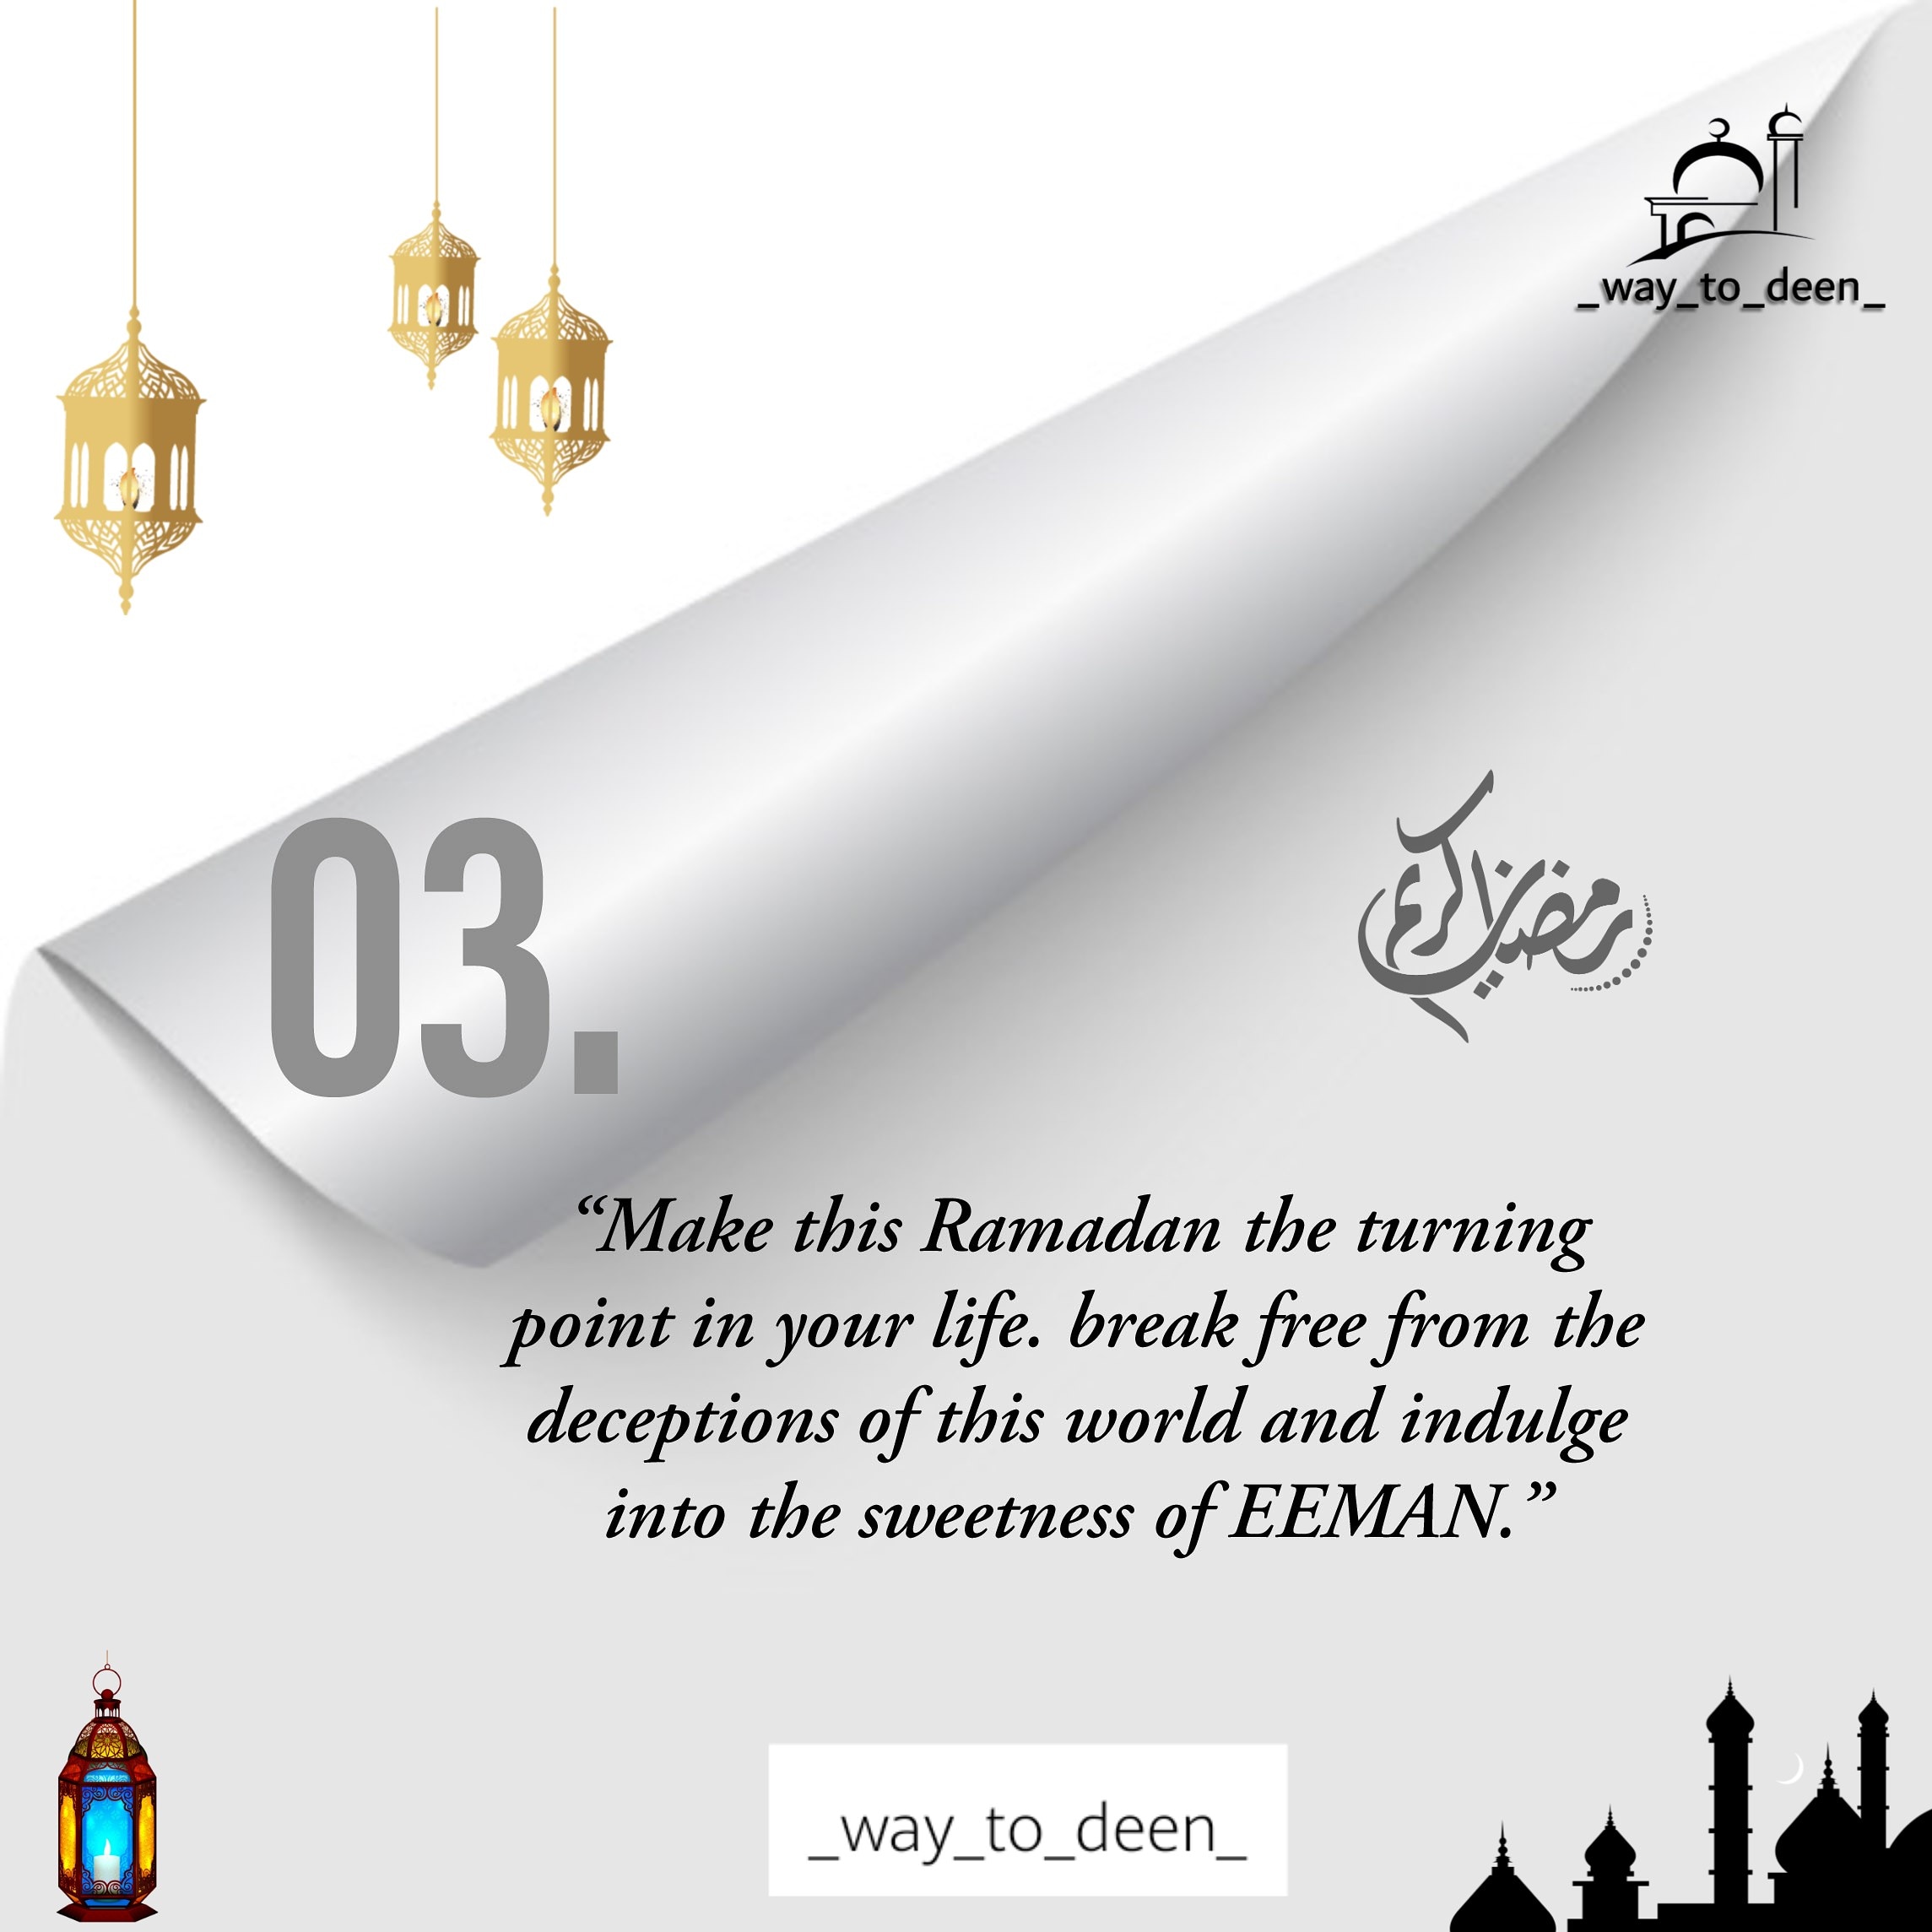 _way_to_deen_
03.
رمضان كريم
“Make this Ramadan the turning
point in your life. break free from the
deceptions of this world and indulge
into the sweetness of EEMAN.”
_way_to_deen_